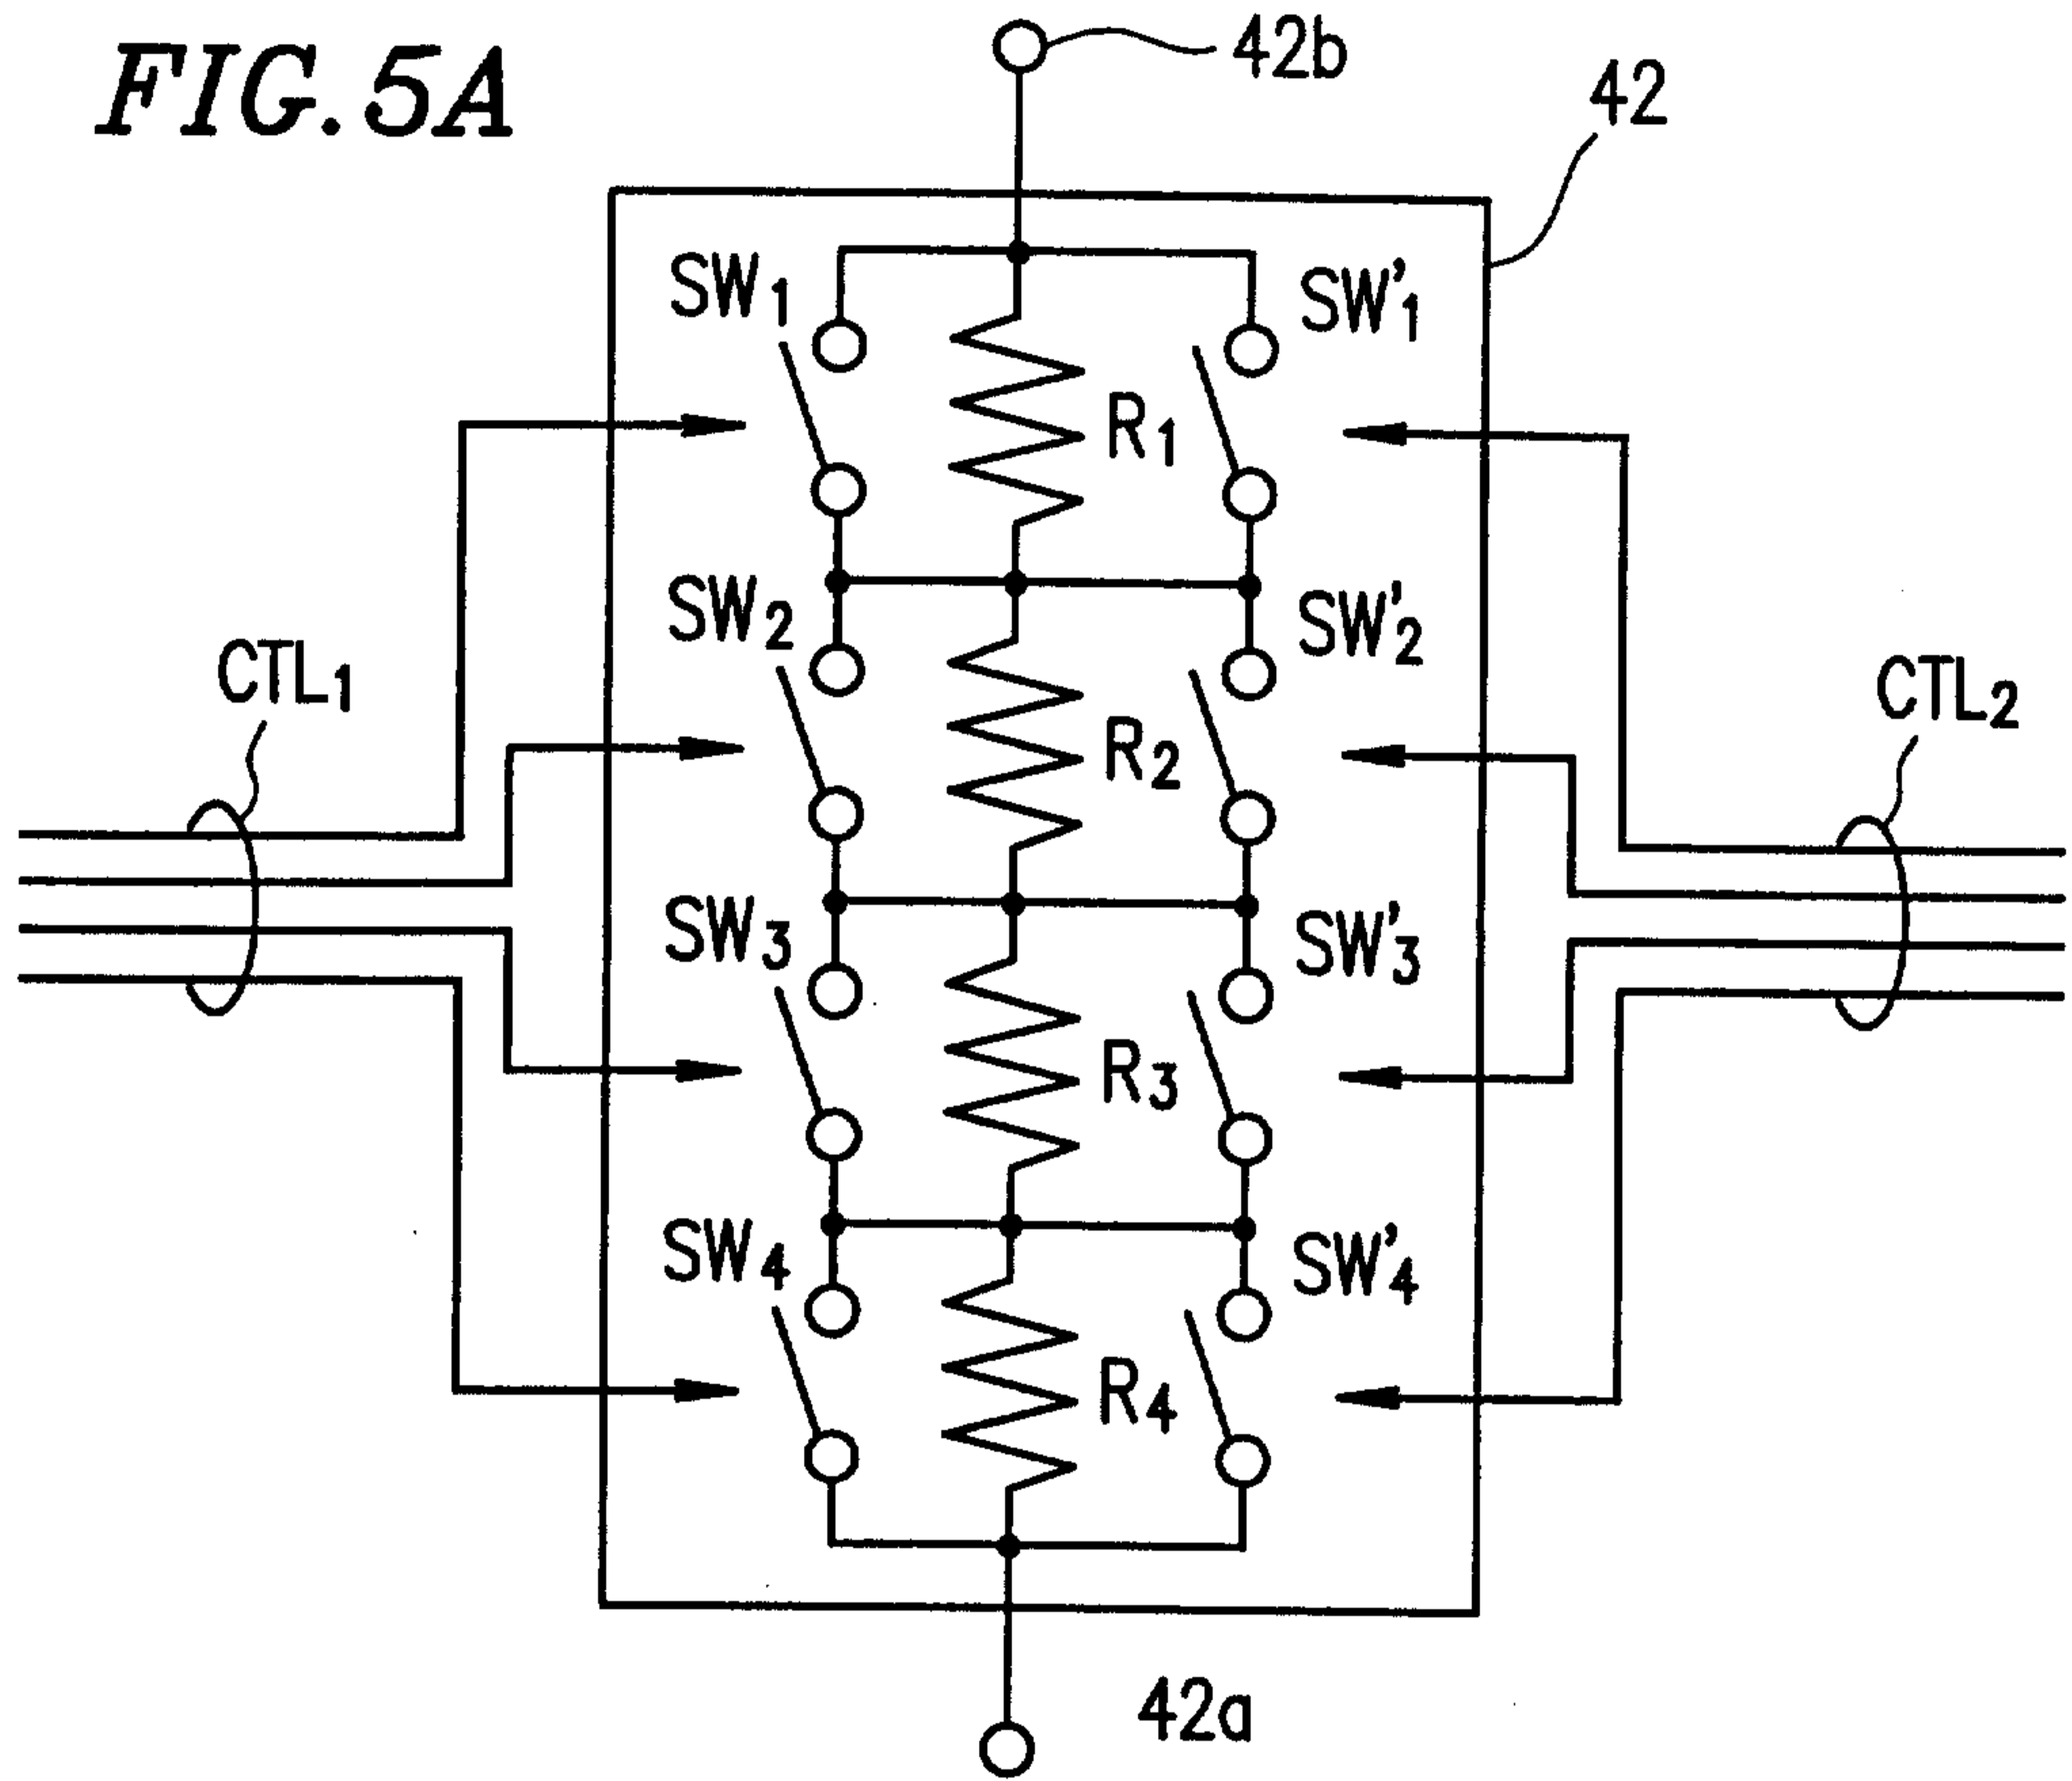 FIG. 5A
42b
42
SW1
SW'1
R1
SW2
SW'2
CTL1
CTL2
R2
SW3
SW'3
R3
SW4
SW'4
R4
42a